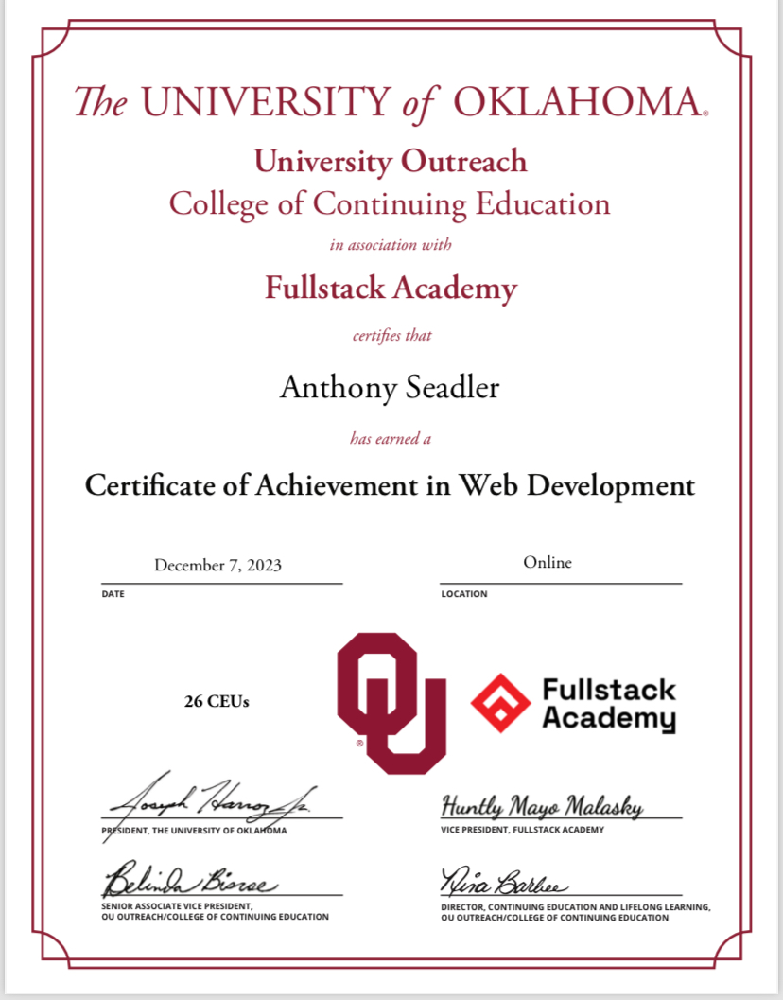 The UNIVERSITY of OKLAHOMA®
University Outreach
College of Continuing Education
in association with
Fullstack Academy
certifies that
Anthony Seadler
has earned a
Certificate of Achievement in Web Development
December 7, 2023
DATE
Online
LOCATION
26 CEUs
OU®
Fullstack
Academy
Joseph Harroz Jr.
PRESIDENT, THE UNIVERSITY OF OKLAHOMA
Huntly Mayo Malasky
VICE PRESIDENT, FULLSTACK ACADEMY
Belinda
SENIOR ASSOCIATE VICE PRESIDENT,
OU OUTREACH/COLLEGE OF CONTINUING EDUCATION
Nina Barbee
DIRECTOR, CONTINUING EDUCATION AND LIFELONG LEARNING,
OU OUTREACH/COLLEGE OF CONTINUING EDUCATION